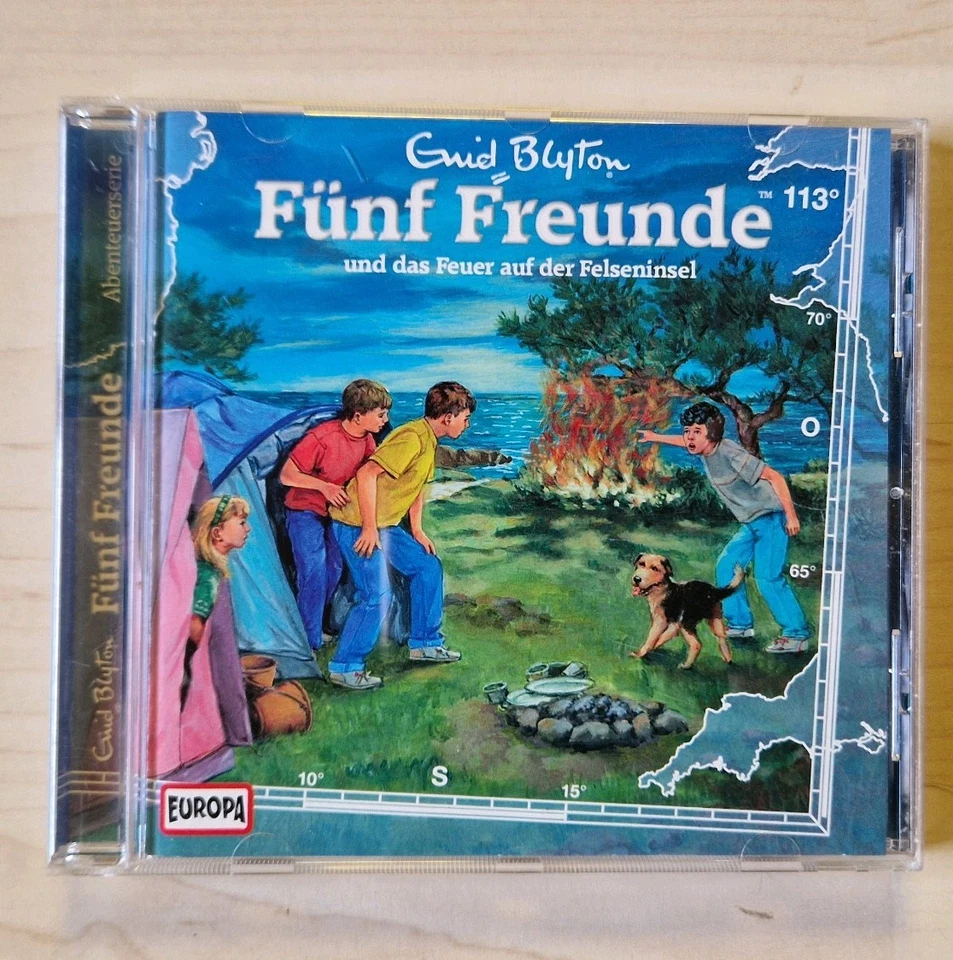 Enid Blyton
Fünf Freunde™ 113°
und das Feuer auf der Felseninsel
70°
O
65°
10° S 15°
EUROPA
Enid Blyton Fünf Freunde Abenteuerserie